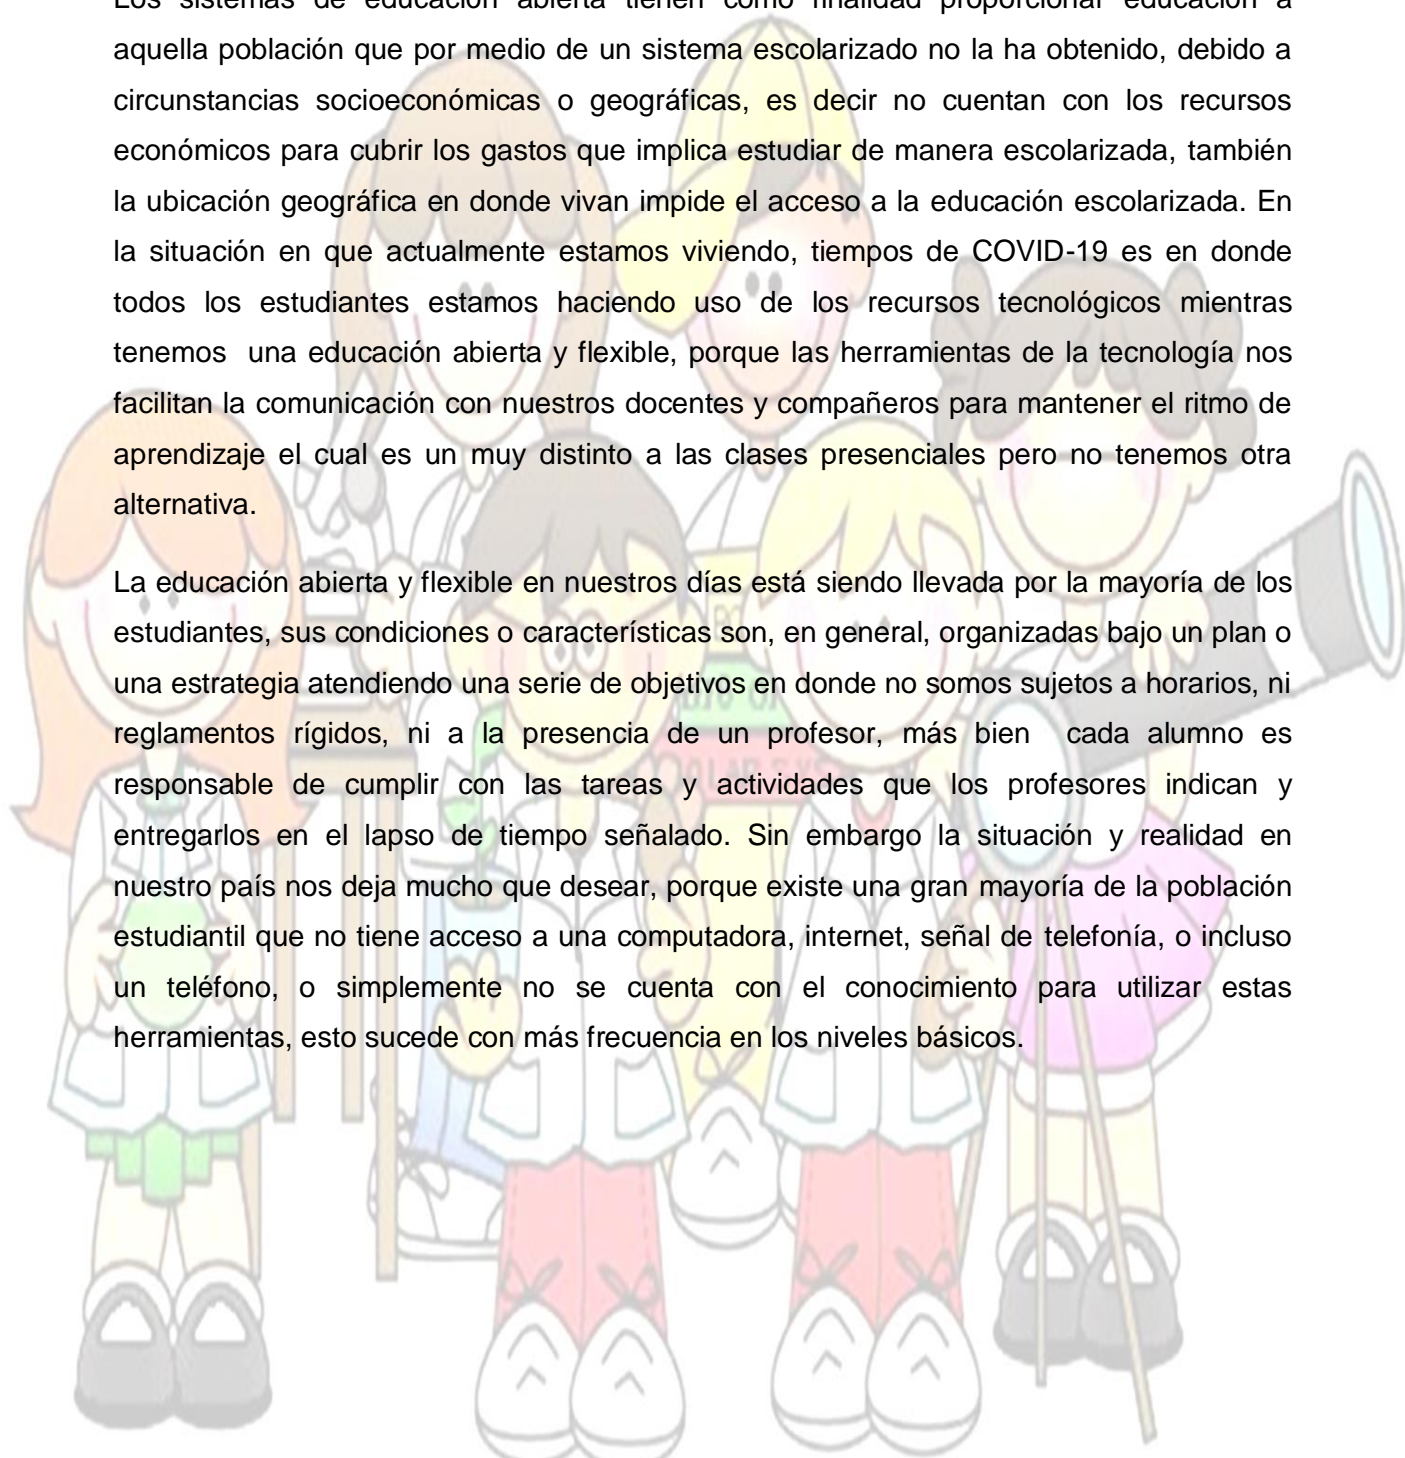 Los sistemas de educación abierta tienen como finalidad proporcionar educación a
aquella población que por medio de un sistema escolarizado no la ha obtenido, debido a
circunstancias socioeconómicas o geográficas, es decir no cuentan con los recursos
económicos para cubrir los gastos que implica estudiar de manera escolarizada, también
la ubicación geográfica en donde vivan impide el acceso a la educación escolarizada. En
la situación en que actualmente estamos viviendo, tiempos de COVID-19 es en donde
todos los estudiantes estamos haciendo uso de los recursos tecnológicos mientras
tenemos una educación abierta y flexible, porque las herramientas de la tecnología nos
facilitan la comunicación con nuestros docentes y compañeros para mantener el ritmo de
aprendizaje el cual es un muy distinto a las clases presenciales pero no tenemos otra
alternativa.
La educación abierta y flexible en nuestros días está siendo llevada por la mayoría de los
estudiantes, sus condiciones o características son, en general, organizadas bajo un plan o
una estrategia atendiendo una serie de objetivos en donde no somos sujetos a horarios, ni
reglamentos rígidos, ni a la presencia de un profesor, más bien cada alumno es
responsable de cumplir con las tareas y actividades que los profesores indican y
entregarlos en el lapso de tiempo señalado. Sin embargo la situación y realidad en
nuestro país nos deja mucho que desear, porque existe una gran mayoría de la población
estudiantil que no tiene acceso a una computadora, internet, señal de telefonía, o incluso
un teléfono, o simplemente no se cuenta con el conocimiento para utilizar estas
herramientas, esto sucede con más frecuencia en los niveles básicos.